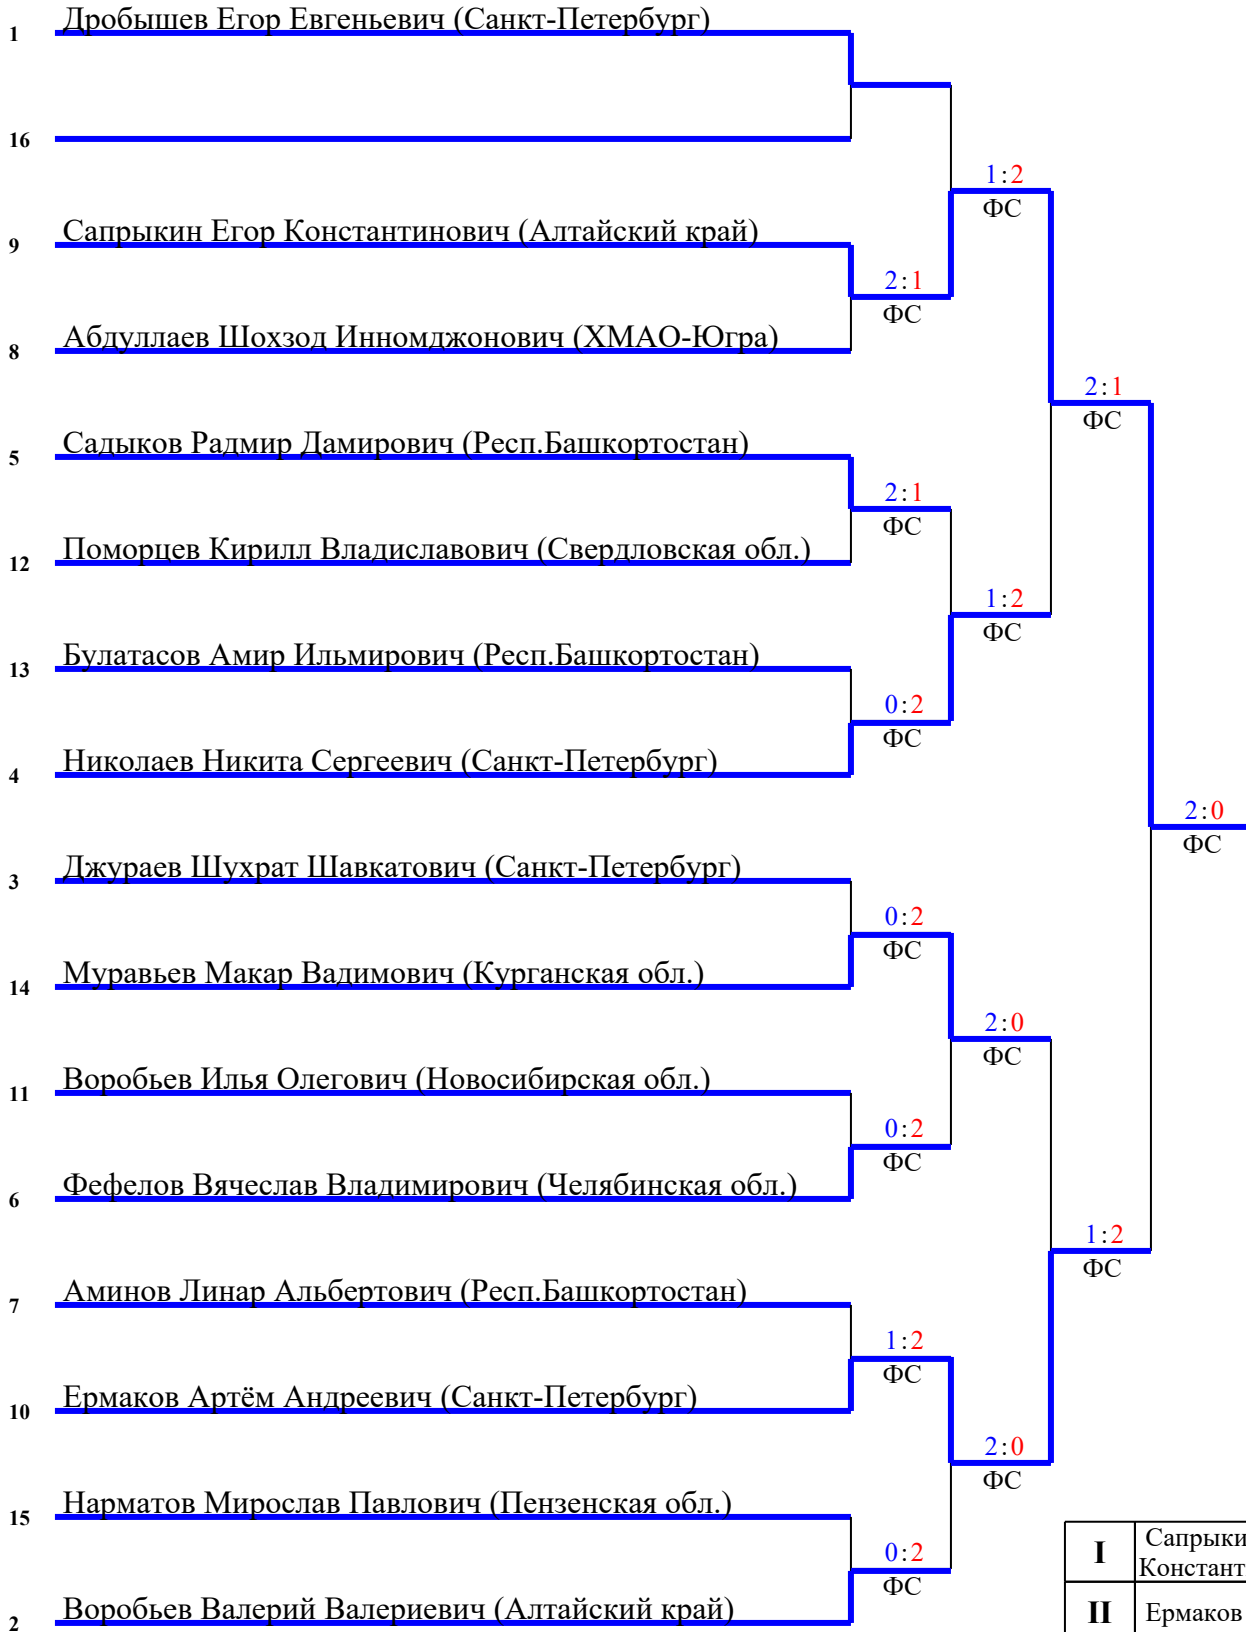 1 Дробышев Егор Евгеньевич (Санкт-Петербург)
16
1:2
ФС
9 Сапрыкин Егор Константинович (Алтайский край)
2:1
ФС
8 Абдуллаев Шохзод Инномджонович (ХМАО-Югра)
2:1
ФС
5 Садыков Радмир Дамирович (Респ.Башкортостан)
2:1
ФС
12 Поморцев Кирилл Владиславович (Свердловская обл.)
1:2
ФС
13 Булатасов Амир Ильмирович (Респ.Башкортостан)
0:2
ФС
4 Николаев Никита Сергеевич (Санкт-Петербург)
2:0
ФС
3 Джураев Шухрат Шавкатович (Санкт-Петербург)
0:2
ФС
14 Муравьев Макар Вадимович (Курганская обл.)
2:0
ФС
11 Воробьев Илья Олегович (Новосибирская обл.)
0:2
ФС
6 Фефелов Вячеслав Владимирович (Челябинская обл.)
1:2
ФС
7 Аминов Линар Альбертович (Респ.Башкортостан)
1:2
ФС
10 Ермаков Артём Андреевич (Санкт-Петербург)
2:0
ФС
15 Нарматов Мирослав Павлович (Пензенская обл.)
0:2
ФС
2 Воробьев Валерий Валериевич (Алтайский край)
I Сапрыки
Констант
II Ермаков